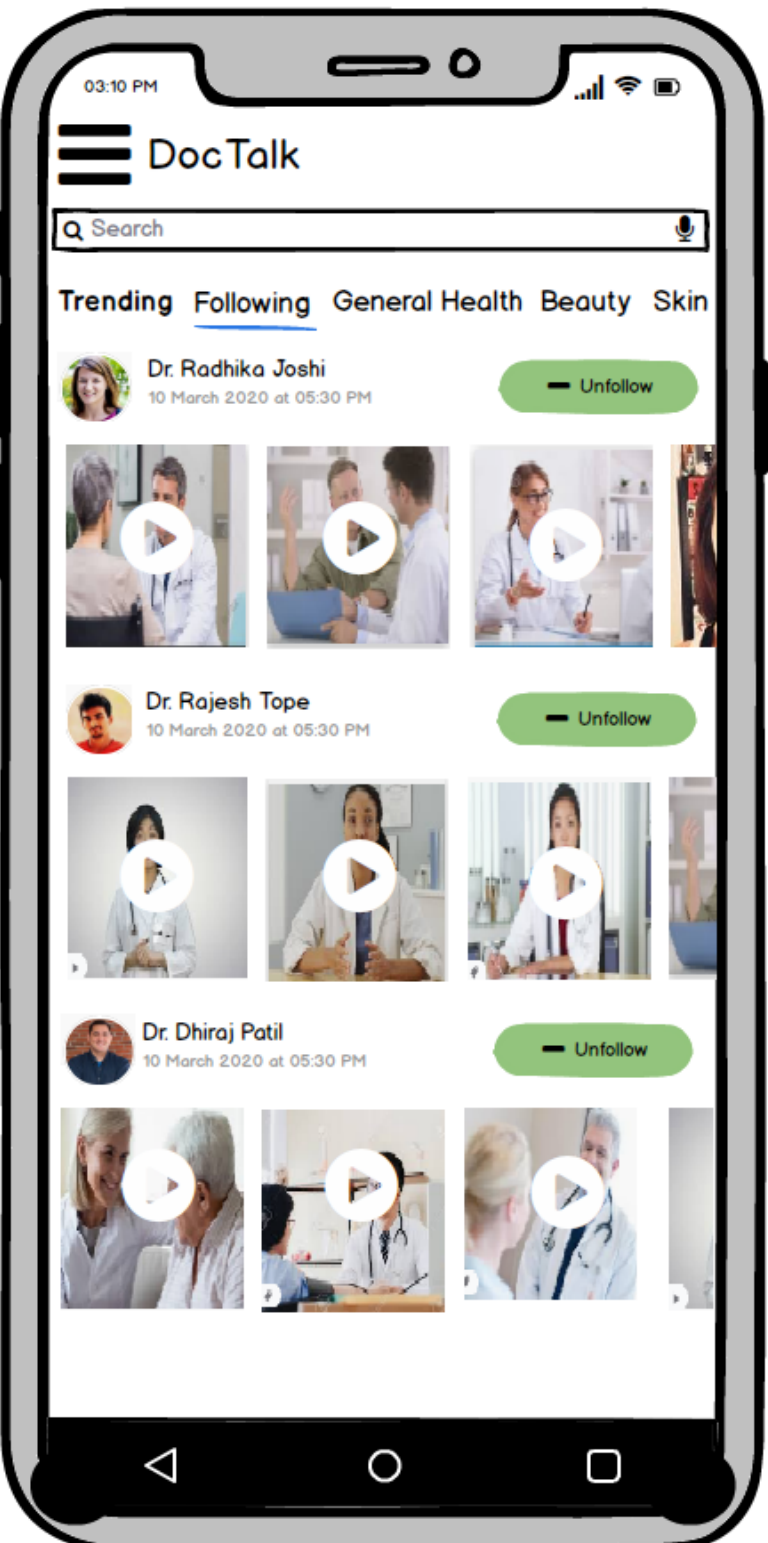 03:10 PM
DocTalk
Search
Trending Following General Health Beauty Skin
Dr. Radhika Joshi
10 March 2020 at 05:30 PM
Unfollow
Dr. Rajesh Tope
10 March 2020 at 05:30 PM
Unfollow
Dr. Dhiraj Patil
10 March 2020 at 05:30 PM
Unfollow